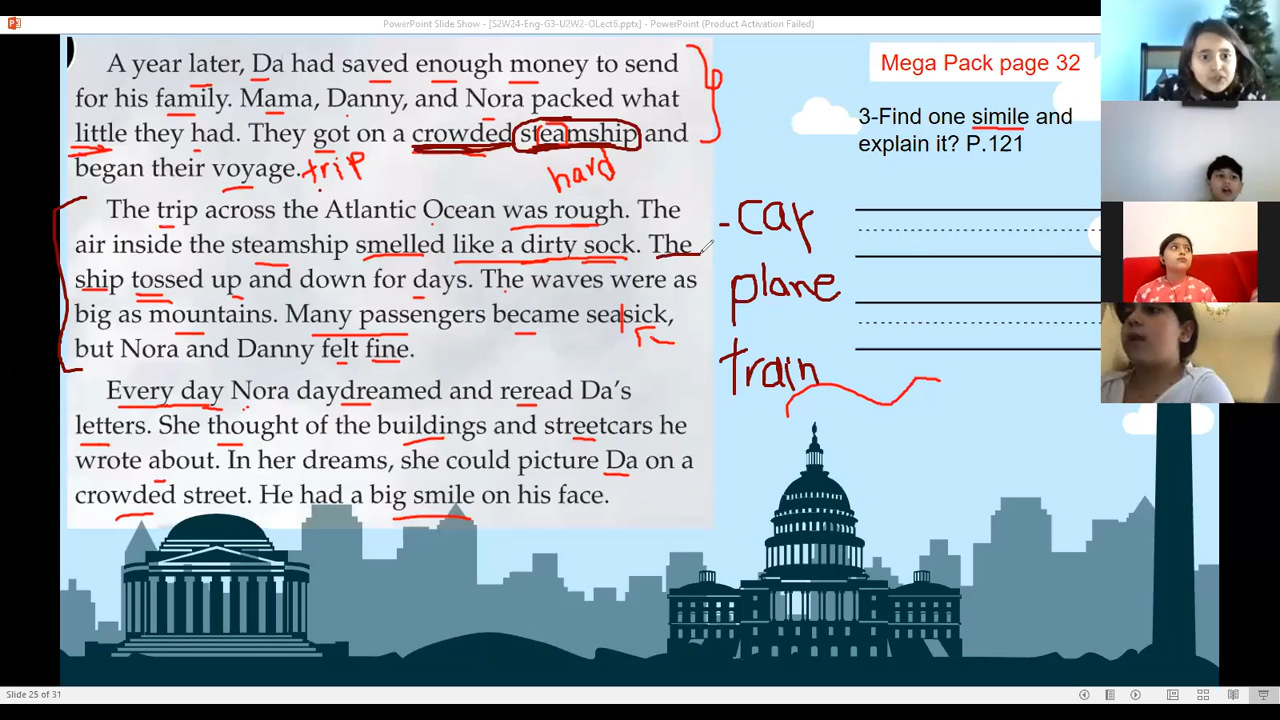 PowerPoint Slide Show - [S2W24-Eng-G3-U2W2-OLect6.pptx] - PowerPoint (Product Activation Failed)
A year later, Da had saved enough money to send
for his family. Mama, Danny, and Nora packed what
little they had. They got on a crowded steamship and
began their voyage. trip
hard
The trip across the Atlantic Ocean was rough. The
air inside the steamship smelled like a dirty sock. The
ship tossed up and down for days. The waves were as
big as mountains. Many passengers became seasick,
but Nora and Danny felt fine.
Every day Nora daydreamed and reread Da's
letters. She thought of the buildings and streetcars he
wrote about. In her dreams, she could picture Da on a
crowded street. He had a big smile on his face.
Mega Pack page 32
3-Find one simile and
explain it? P.121
-car
plane
train
Slide 25 of 31